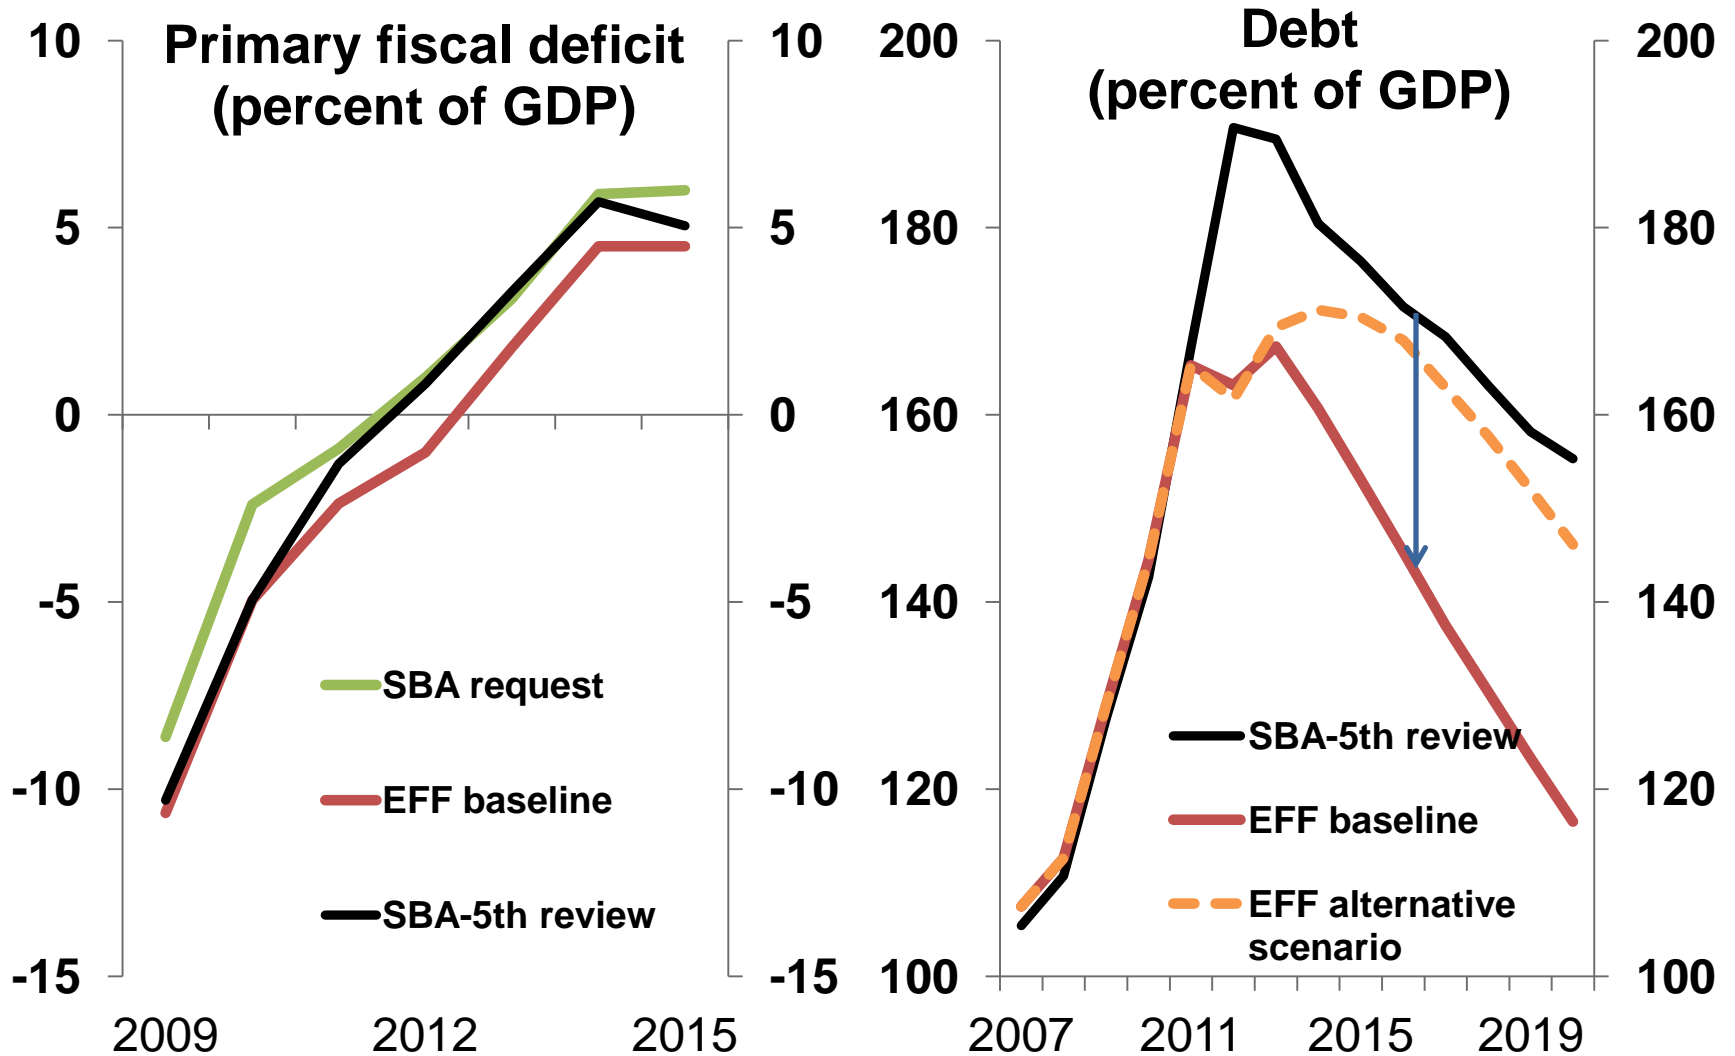 Primary fiscal deficit
(percent of GDP)
10
5
0
-5
-10
-15
10
5
0
-5
-10
-15
SBA request
EFF baseline
SBA-5th review
2009
2012
2015
Debt
(percent of GDP)
200
180
160
140
120
100
200
180
160
140
120
100
SBA-5th review
EFF baseline
EFF alternative
scenario
2007
2011
2015
2019